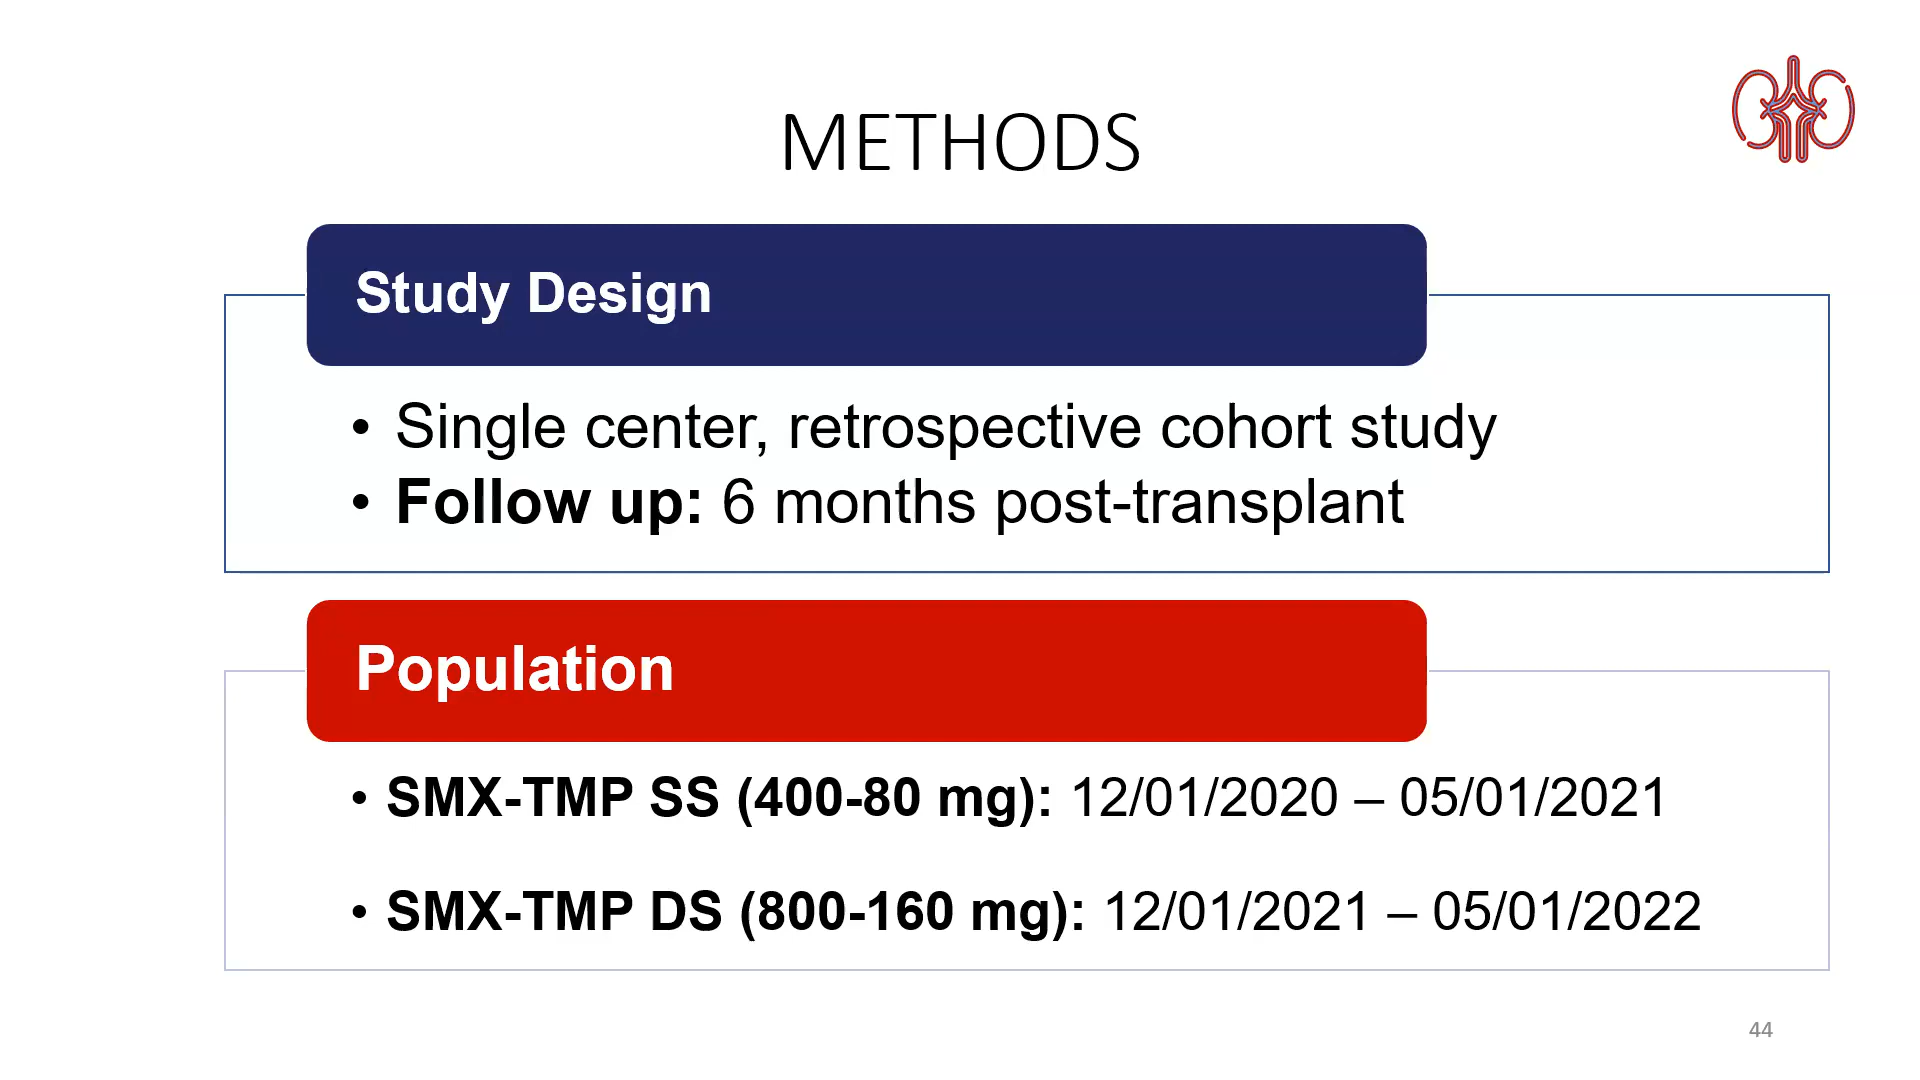 METHODS
Study Design
• Single center, retrospective cohort study
• Follow up: 6 months post-transplant
Population
• SMX-TMP SS (400-80 mg): 12/01/2020 – 05/01/2021
• SMX-TMP DS (800-160 mg): 12/01/2021 – 05/01/2022
44